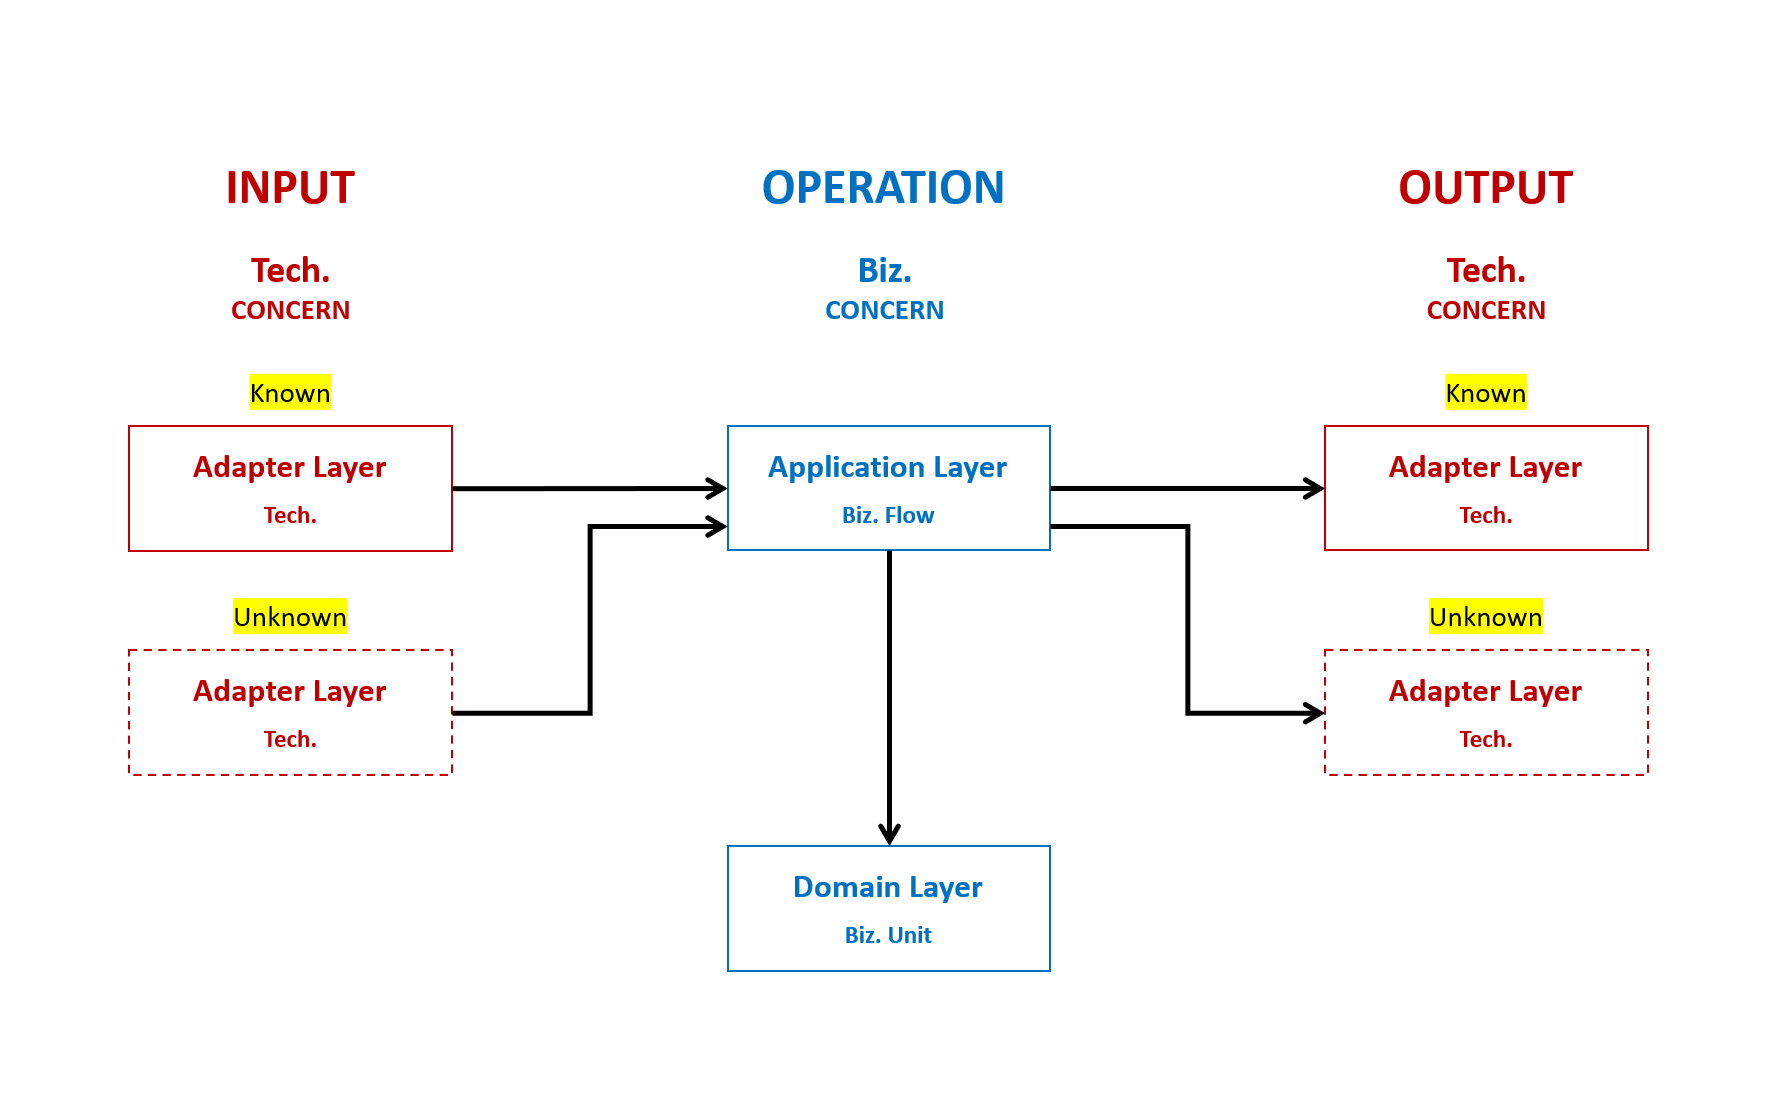 INPUT
Tech.
CONCERN
Known
Adapter Layer
Tech.
Unknown
Adapter Layer
Tech.
OPERATION
Biz.
CONCERN
Application Layer
Biz. Flow
Domain Layer
Biz. Unit
OUTPUT
Tech.
CONCERN
Known
Adapter Layer
Tech.
Unknown
Adapter Layer
Tech.